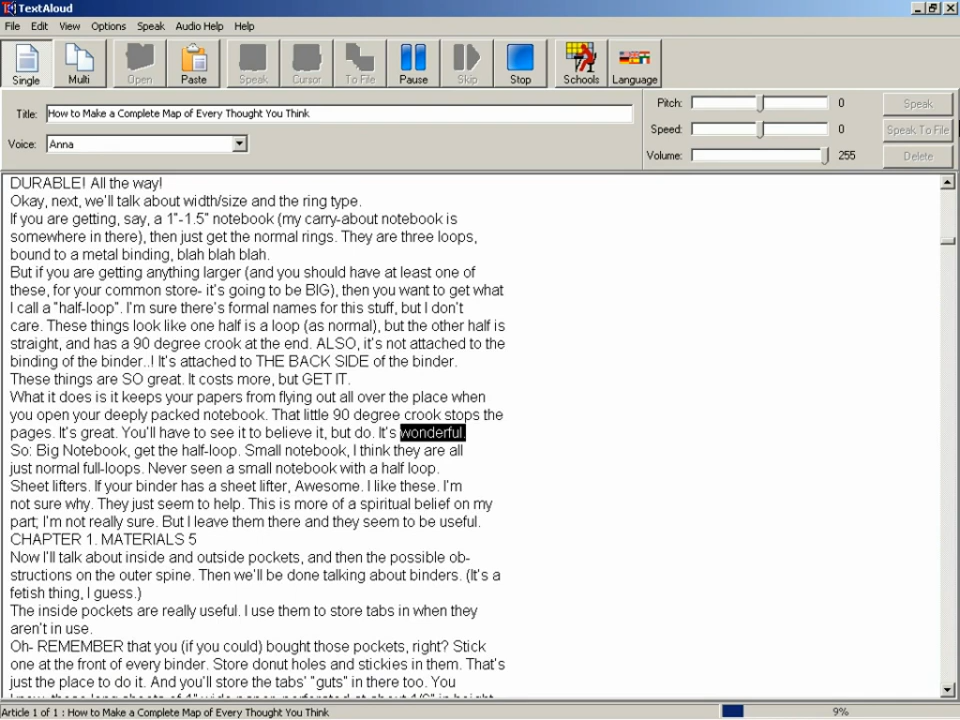 TextAloud
File Edit View Options Speak Audio Help Help
Single Multi Open Paste Speak Cursor To File Pause Skip Stop Schools Language
Title: How to Make a Complete Map of Every Thought You Think
Voice: Anna
Pitch: 0 Speak
Speed: 0 Speak To File
Volume: 255 Delete
DURABLE! All the way!
Okay, next, we'll talk about width/size and the ring type.
If you are getting, say, a 1"-1.5" notebook (my carry-about notebook is
somewhere in there), then just get the normal rings. They are three loops,
bound to a metal binding, blah blah blah.
But if you are getting anything larger (and you should have at least one of
these, for your common store- it's going to be BIG), then you want to get what
I call a "half-loop". I'm sure there's formal names for this stuff, but I don't
care. These things look like one half is a loop (as normal), but the other half is
straight, and has a 90 degree crook at the end. ALSO, it's not attached to the
binding of the binder..! It's attached to THE BACK SIDE of the binder.
These things are SO great. It costs more, but GET IT.
What it does is it keeps your papers from flying out all over the place when
you open your deeply packed notebook. That little 90 degree crook stops the
pages. It's great. You'll have to see it to believe it, but do. It's wonderful.
So: Big Notebook, get the half-loop. Small notebook, I think they are all
just normal full-loops. Never seen a small notebook with a half loop.
Sheet lifters. If your binder has a sheet lifter, Awesome. I like these. I'm
not sure why. They just seem to help. This is more of a spiritual belief on my
part; I'm not really sure. But I leave them there and they seem to be useful.
CHAPTER 1. MATERIALS 5
Now I'll talk about inside and outside pockets, and then the possible ob-
structions on the outer spine. Then we'll be done talking about binders. (It's a
fetish thing, I guess.)
The inside pockets are really useful. I use them to store tabs in when they
aren't in use.
Oh- REMEMBER that you (if you could) bought those pockets, right? Stick
one at the front of every binder. Store donut holes and stickies in them. That's
just the place to do it. And you'll store the tabs' "guts" in there too. You
know, those long sheets of 1" wide paper, perforated at about 1/6" in height
Article 1 of 1 : How to Make a Complete Map of Every Thought You Think 9%